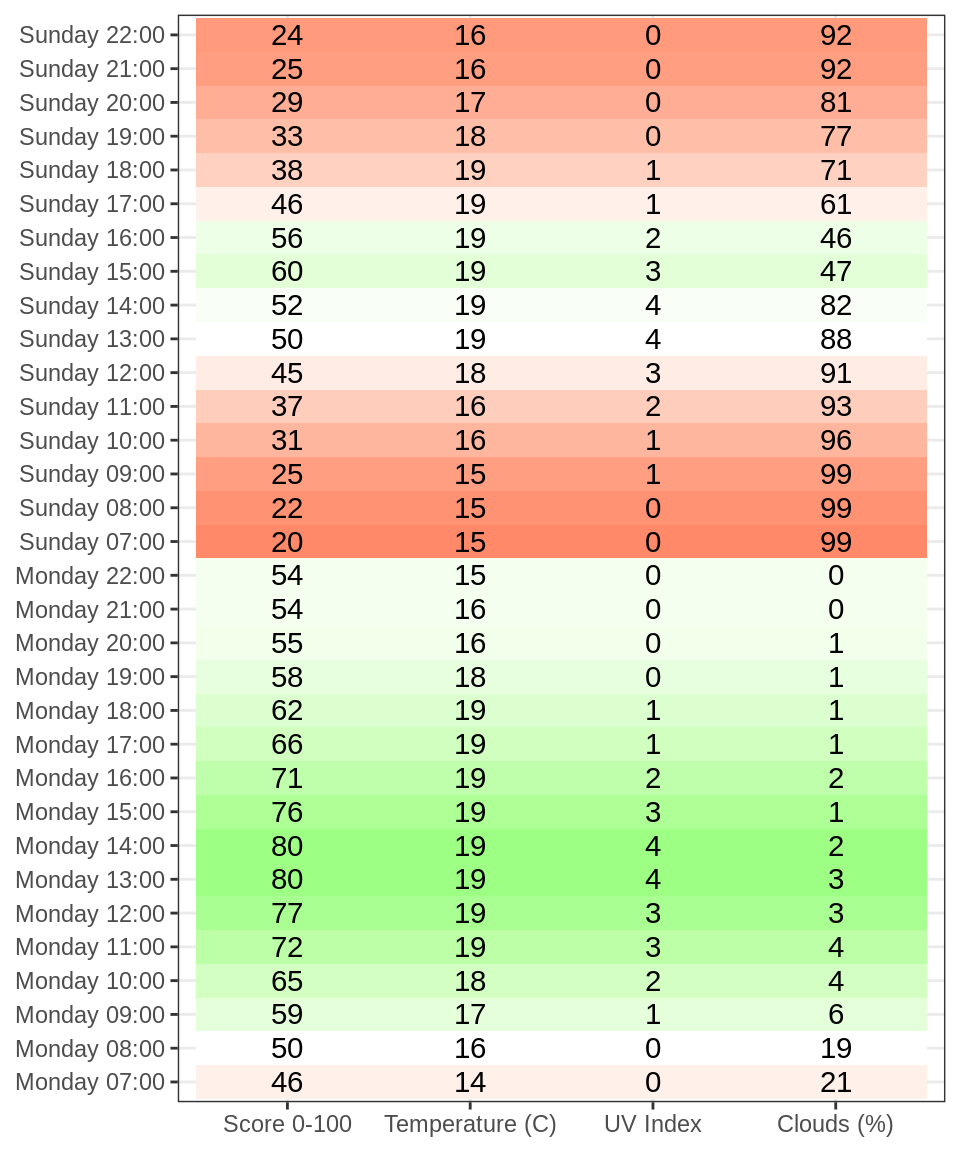 Sunday 22:00 24 16 0 92
Sunday 21:00 25 16 0 92
Sunday 20:00 29 17 0 81
Sunday 19:00 33 18 0 77
Sunday 18:00 38 19 1 71
Sunday 17:00 46 19 1 61
Sunday 16:00 56 19 2 46
Sunday 15:00 60 19 3 47
Sunday 14:00 52 19 4 82
Sunday 13:00 50 19 4 88
Sunday 12:00 45 18 3 91
Sunday 11:00 37 16 2 93
Sunday 10:00 31 16 1 96
Sunday 09:00 25 15 1 99
Sunday 08:00 22 15 0 99
Sunday 07:00 20 15 0 99
Monday 22:00 54 15 0 0
Monday 21:00 54 16 0 0
Monday 20:00 55 16 0 1
Monday 19:00 58 18 0 1
Monday 18:00 62 19 1 1
Monday 17:00 66 19 1 1
Monday 16:00 71 19 2 2
Monday 15:00 76 19 3 1
Monday 14:00 80 19 4 2
Monday 13:00 80 19 4 3
Monday 12:00 77 19 3 3
Monday 11:00 72 19 3 4
Monday 10:00 65 18 2 4
Monday 09:00 59 17 1 6
Monday 08:00 50 16 0 19
Monday 07:00 46 14 0 21
Score 0-100 Temperature (C) UV Index Clouds (%)